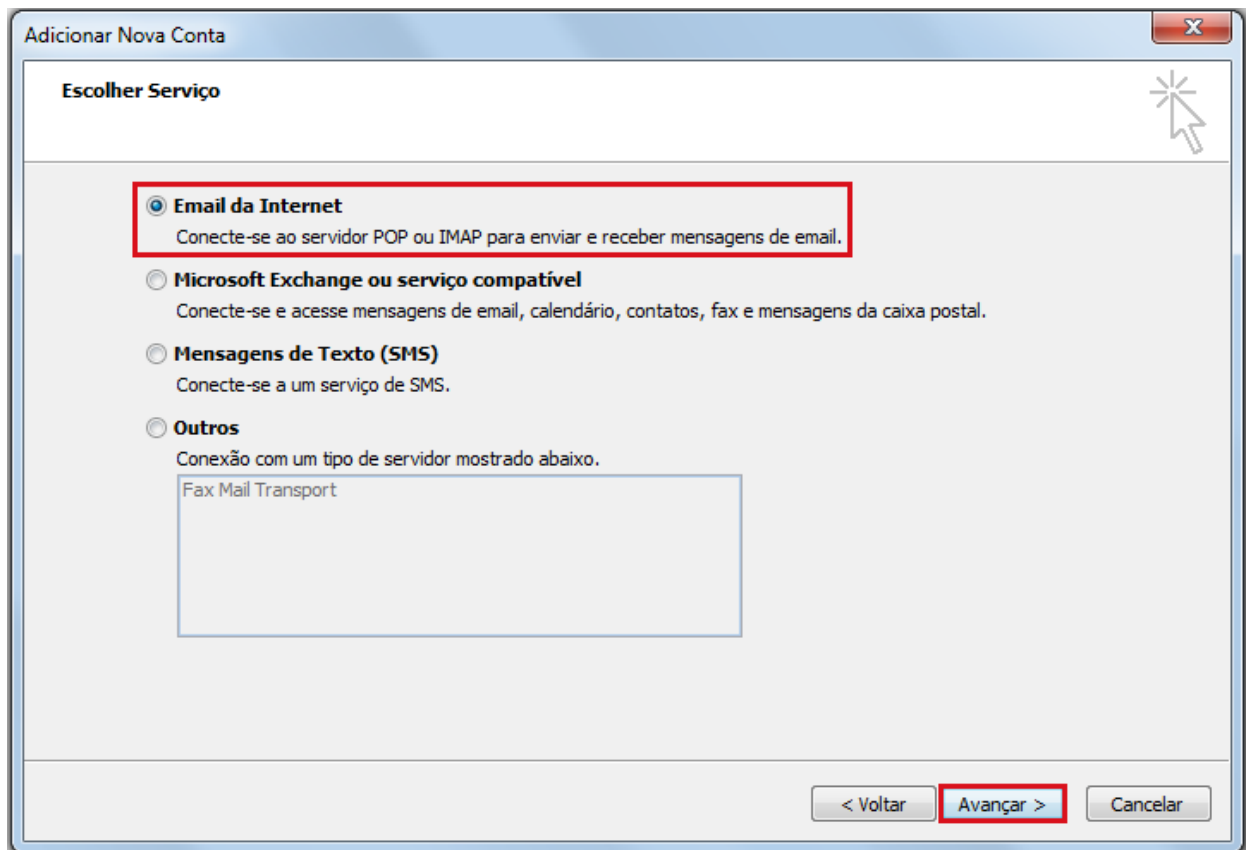 Adicionar Nova Conta
Escolher Serviço
Email da Internet
Conecte-se ao servidor POP ou IMAP para enviar e receber mensagens de email.
Microsoft Exchange ou serviço compatível
Conecte-se e acesse mensagens de email, calendário, contatos, fax e mensagens da caixa postal.
Mensagens de Texto (SMS)
Conecte-se a um serviço de SMS.
Outros
Conexão com um tipo de servidor mostrado abaixo.
Fax Mail Transport
< Voltar Avançar > Cancelar